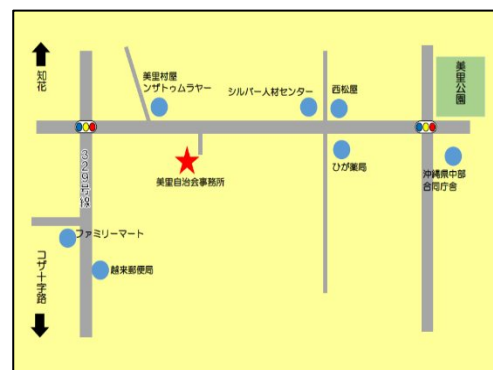 知花
美里村屋
ンザトゥムラヤー
シルバー人材センター
西松屋
美里公園
329号線
美里自治会事務所
ひが薬局
沖縄県中部
合同庁舎
ファミリーマート
越来郵便局
コザ十字路